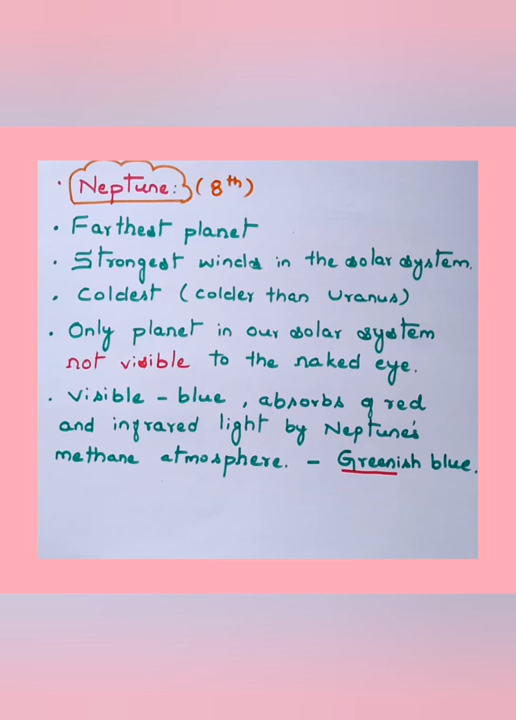 • Neptune: (8th)
• Farthest planet
• Strongest winds in the solar system.
• Coldest (colder than Uranus)
• Only planet in our solar system
not visible to the naked eye.
• Visible - blue, absorbs of red
and infrared light by Neptune's
methane atmosphere. - Greenish blue.